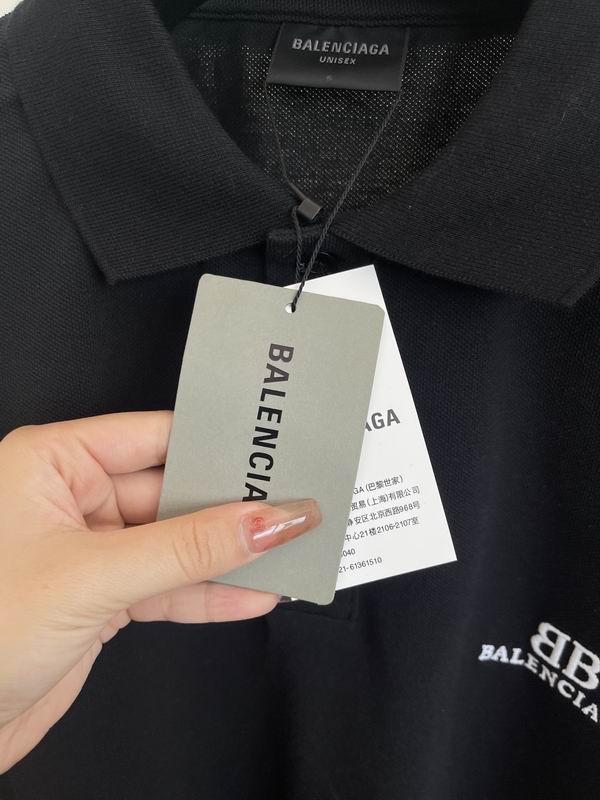 BALENCIAGA
UNISEX
S
BALENCIA
AGA
GA (巴黎世家)
贸易(上海)有限公司
静安区北京西路968号
中心21楼2106-2107室
040
21-61361510
BB
BALENCIA